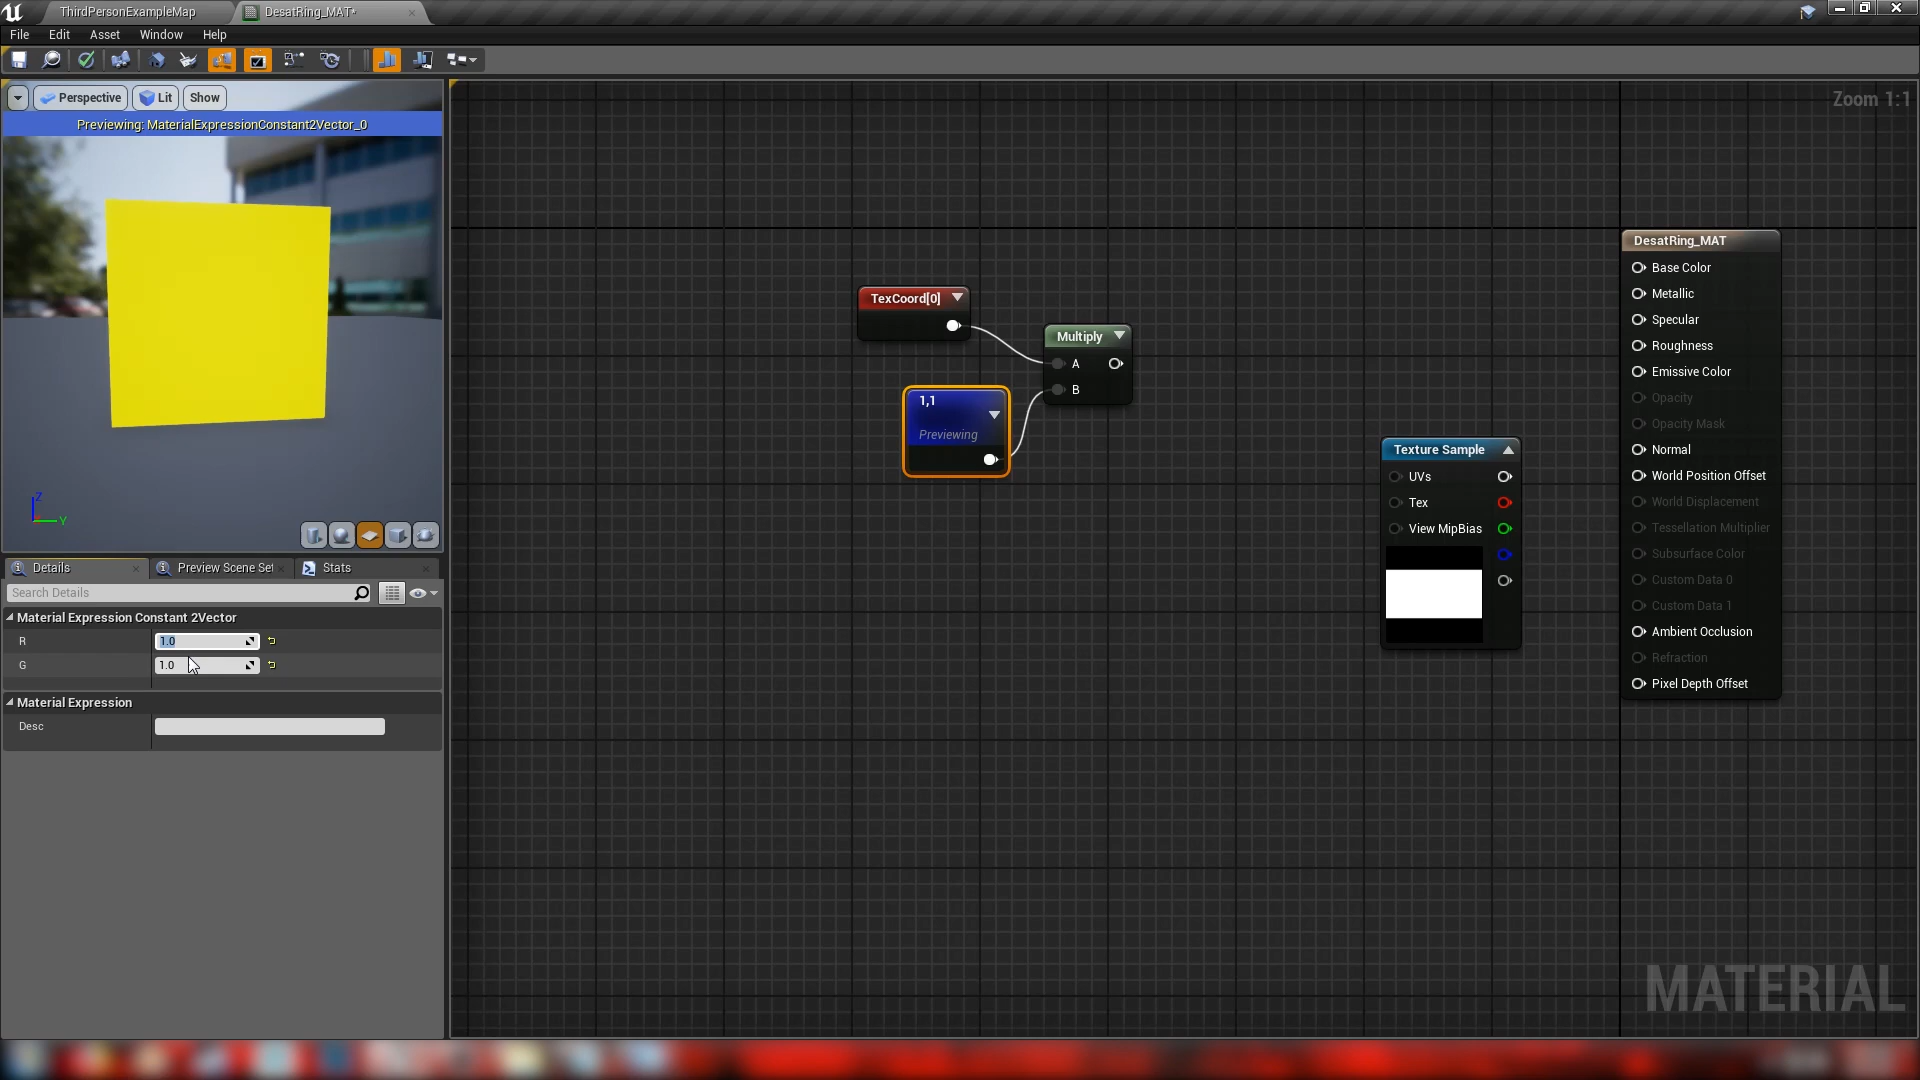 ThirdPersonExampleMap
DesatRing_MAT*
File Edit Asset Window Help
Perspective Lit Show
Previewing: MaterialExpressionConstant2Vector_0
Zoom 1:1
DesatRing_MAT
Base Color
Metallic
Specular
Roughness
Emissive Color
Opacity
Opacity Mask
Normal
World Position Offset
World Displacement
Tessellation Multiplier
Subsurface Color
Custom Data 0
Custom Data 1
Ambient Occlusion
Refraction
Pixel Depth Offset
TexCoord[0]
Multiply
A
B
1,1
Previewing
Texture Sample
UVs
Tex
View MipBias
Z
Y
Details Preview Scene Set Stats
Search Details
Material Expression Constant 2Vector
R 1.0
G 1.0
Material Expression
Desc
MATERIAL